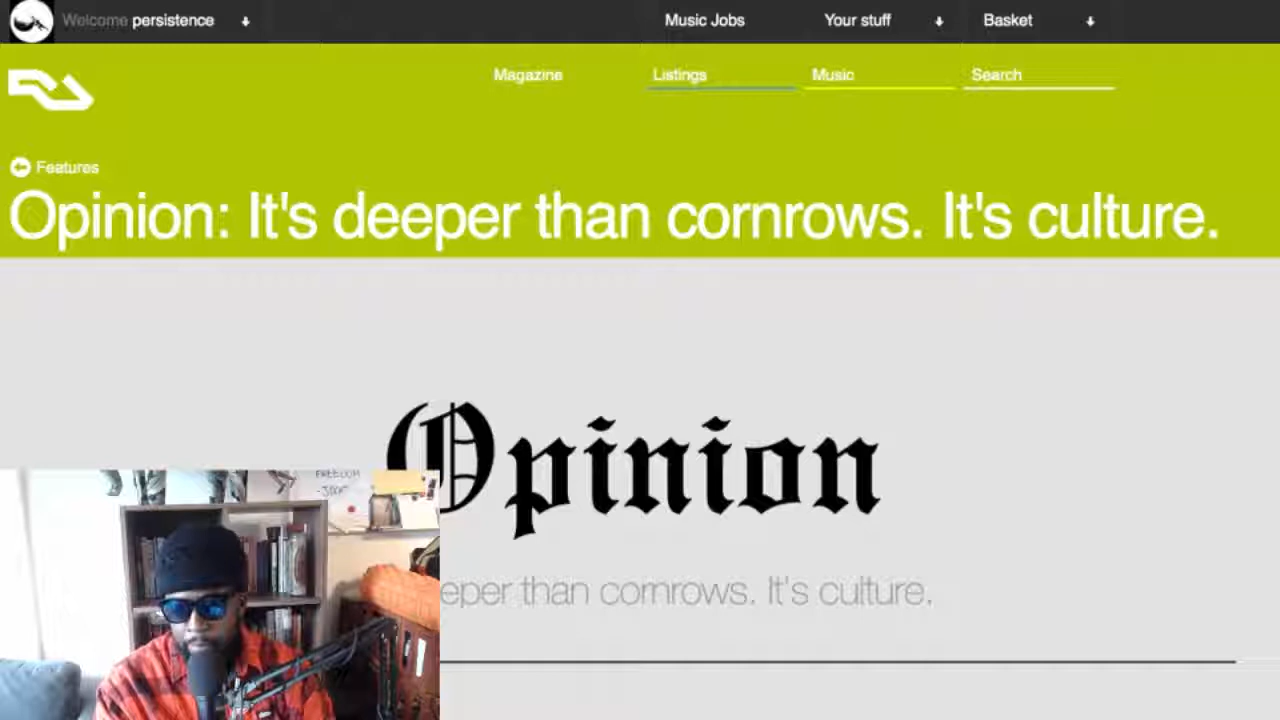 Welcome persistence
Music Jobs
Your stuff
Basket
Magazine
Listings
Music
Search
Features
Opinion: It's deeper than cornrows. It's culture.
Opinion
eper than cornrows. It's culture.
FREEDOM